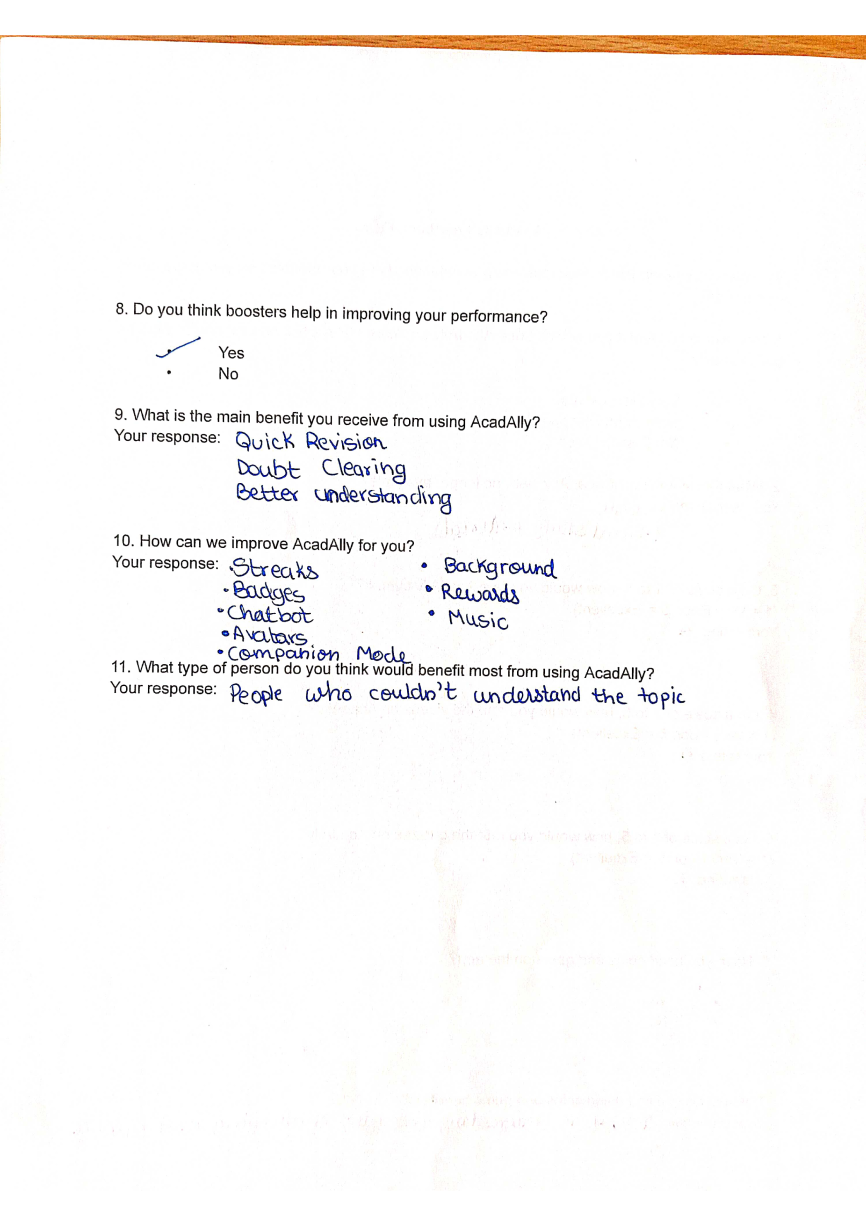 8. Do you think boosters help in improving your performance?
Yes
• No
9. What is the main benefit you receive from using AcadAlly?
Your response: Quick Revision
Doubt Clearing
Better understanding
10. How can we improve AcadAlly for you?
Your response: • Streaks
• Badges
• Chatbot
• Avatars
• Companion Mode
• Background
• Rewards
• Music
11. What type of person do you think would benefit most from using AcadAlly?
Your response: People who couldn't understand the topic